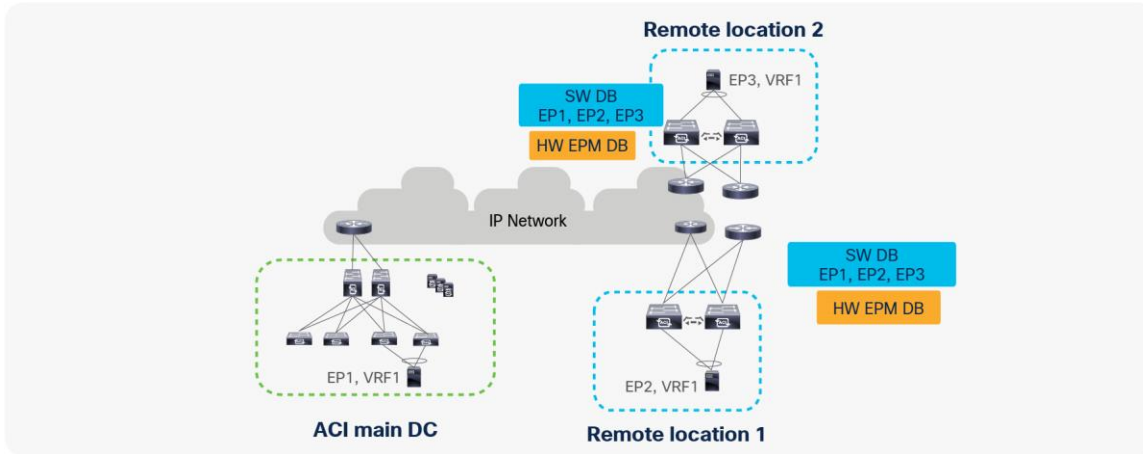 Remote location 2
EP3, VRF1
SW DB
EP1, EP2, EP3
HW EPM DB
IP Network
SW DB
EP1, EP2, EP3
HW EPM DB
EP1, VRF1
EP2, VRF1
ACI main DC
Remote location 1